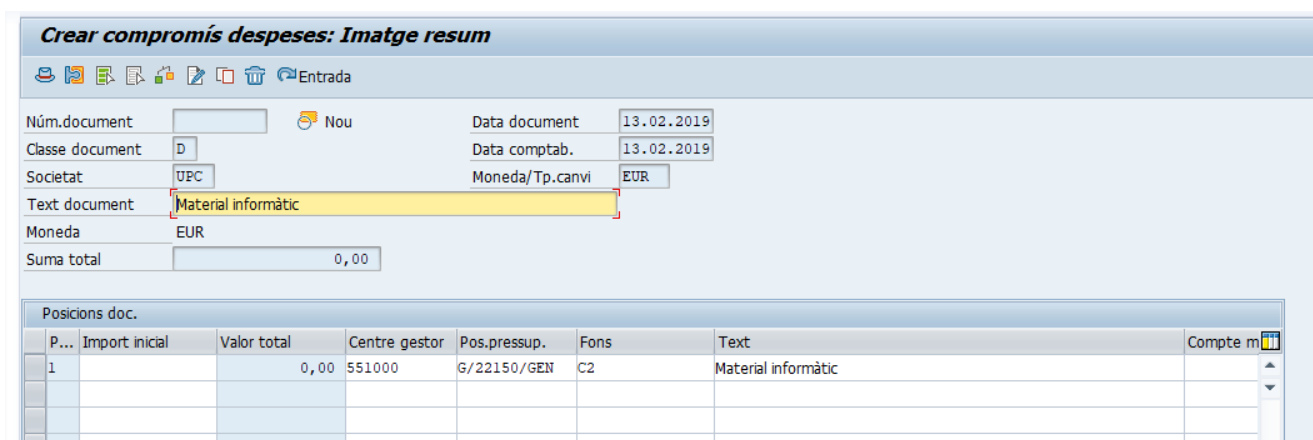 Crear compromís despeses: Imatge resum
Entrada
Núm.document Nou Data document 13.02.2019
Classe document D Data comptab. 13.02.2019
Societat UPC Moneda/Tp.canvi EUR
Text document Material informàtic
Moneda EUR
Suma total 0,00
Posicions doc.
P... Import inicial Valor total Centre gestor Pos.pressup. Fons Text Compte m
1 0,00 551000 G/22150/GEN C2 Material informàtic